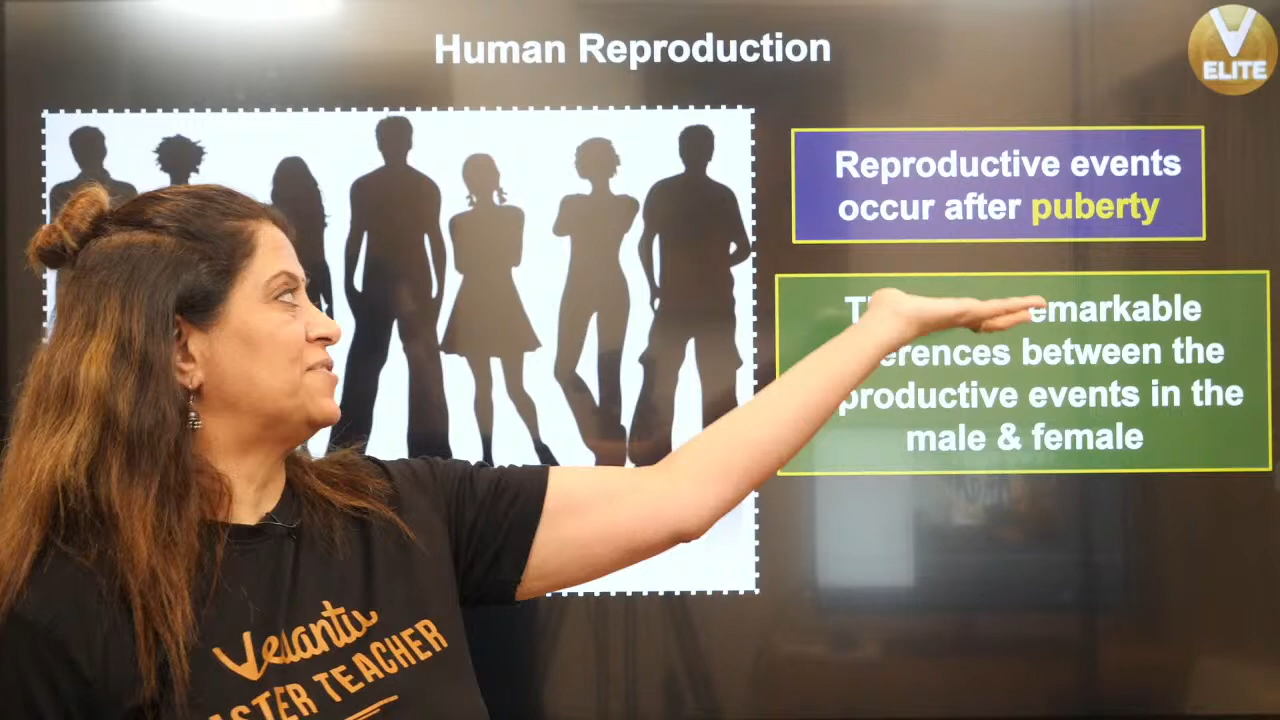 Human Reproduction
V
ELITE
Reproductive events
occur after puberty
between the
events in the
male & female
Vedantu
TEACHER